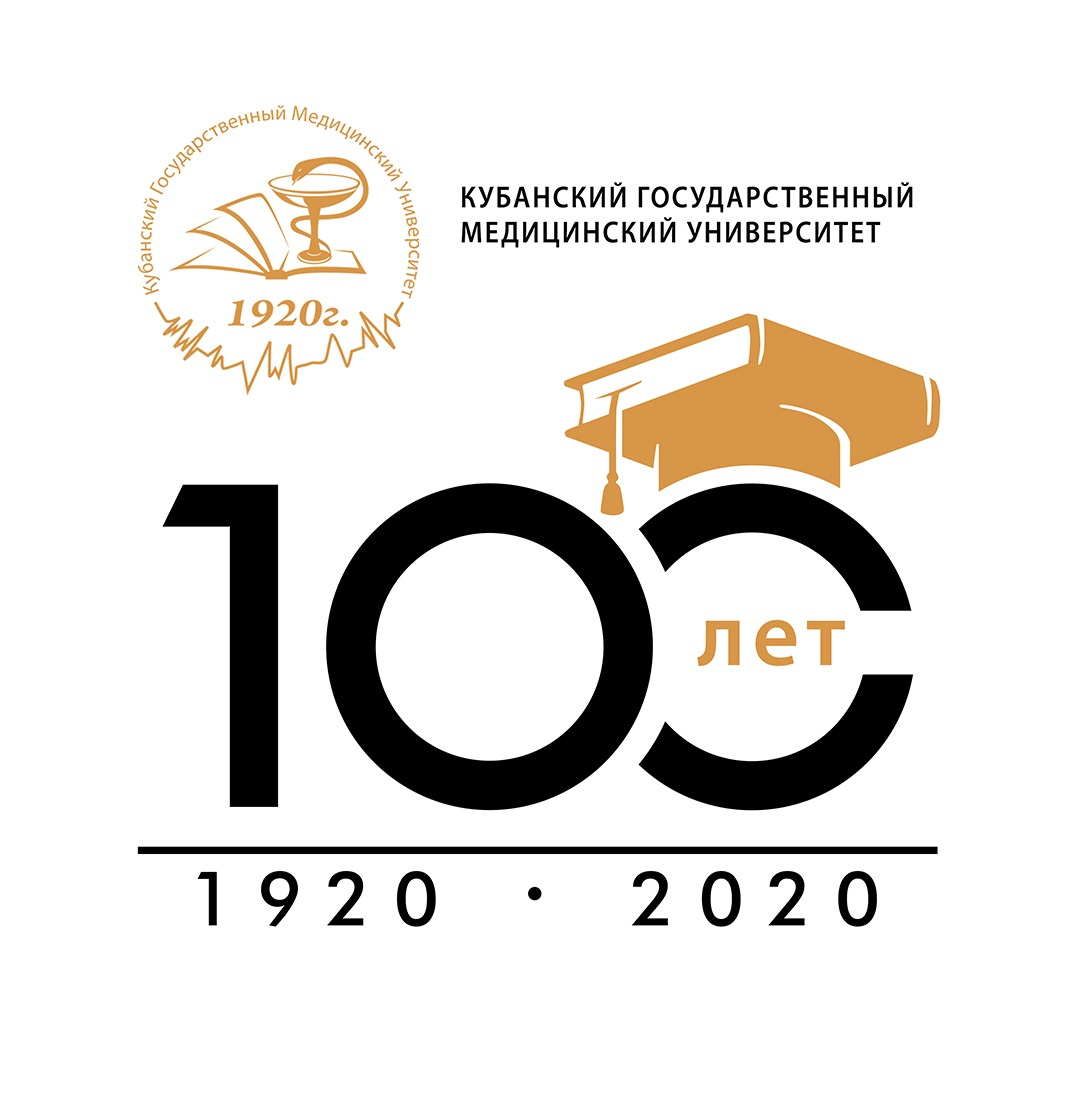 Кубанский Государственный Медицинский Университет
1920г.
КУБАНСКИЙ ГОСУДАРСТВЕННЫЙ
МЕДИЦИНСКИЙ УНИВЕРСИТЕТ
100
лет
1920 · 2020